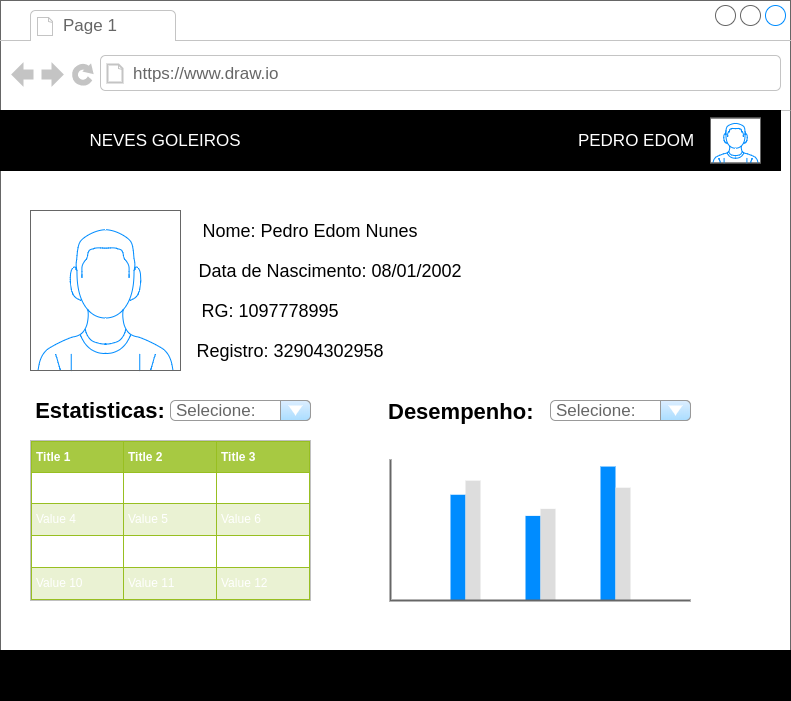 Page 1
https://www.draw.io
NEVES GOLEIROS
PEDRO EDOM
Nome: Pedro Edom Nunes
Data de Nascimento: 08/01/2002
RG: 1097778995
Registro: 32904302958
Estatisticas: Selecione:
Desempenho: Selecione:
Title 1 Title 2 Title 3
Value 4 Value 5 Value 6
Value 10 Value 11 Value 12